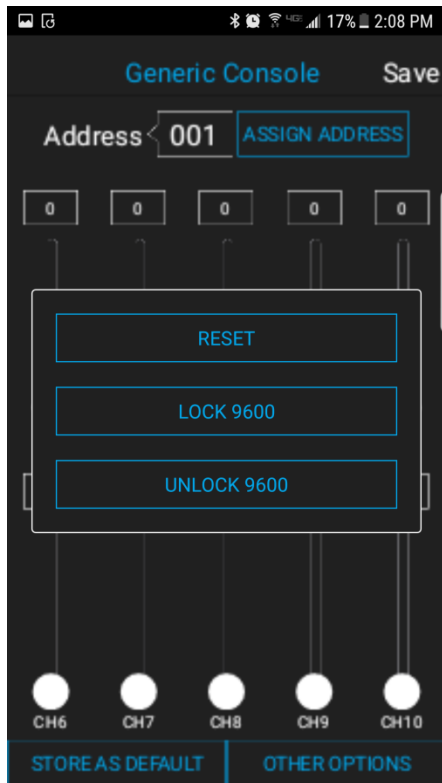 4G 17% 2:08 PM
Generic Console Save
Address 001 ASSIGN ADDRESS
0 0 0 0 0
RESET
LOCK 9600
UNLOCK 9600
CH6 CH7 CH8 CH9 CH10
STORE AS DEFAULT OTHER OPTIONS